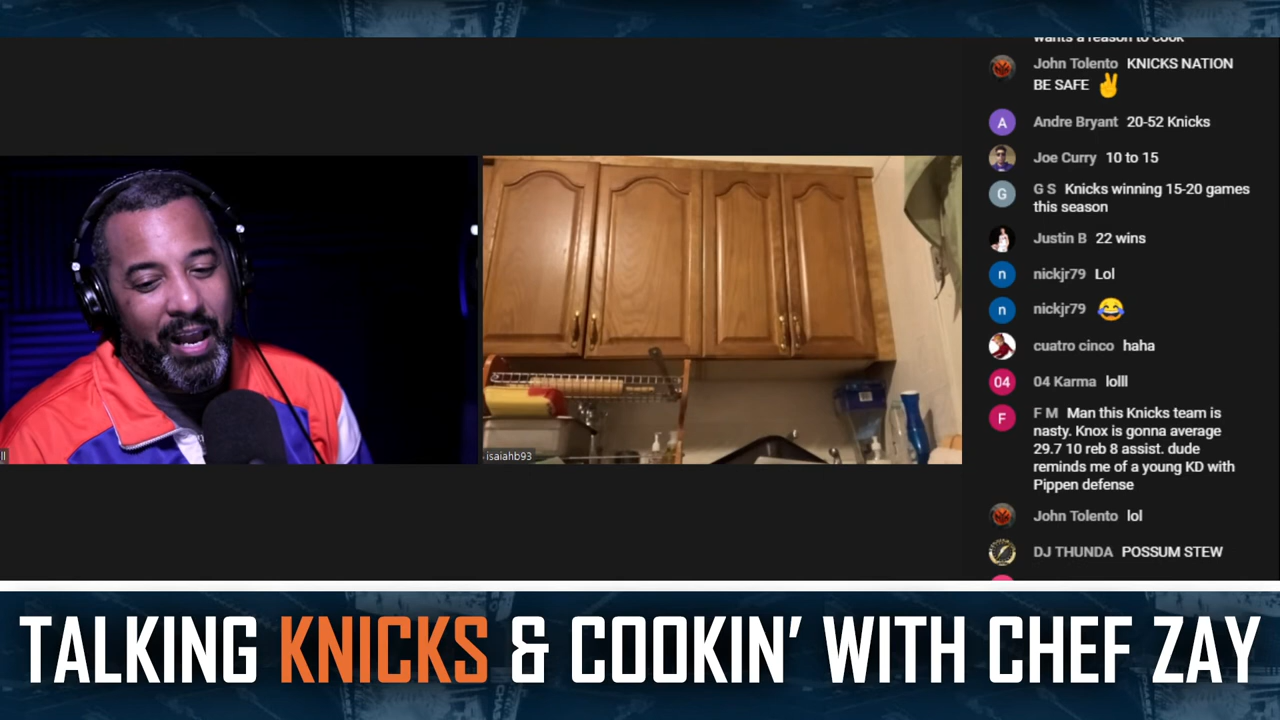 wants a reason to cook
John Tolento KNICKS NATION
BE SAFE ✌
A
Andre Bryant 20-52 Knicks
Joe Curry 10 to 15
G
G S Knicks winning 15-20 games
this season
Justin B 22 wins
n
nickjr79 Lol
n
nickjr79 😂
cuatro cinco haha
04
04 Karma lolll
F
F M Man this Knicks team is
nasty. Knox is gonna average
29.7 10 reb 8 assist. dude
reminds me of a young KD with
Pippen defense
John Tolento lol
DJ THUNDA POSSUM STEW
ll
isaiahb93
TALKING KNICKS & COOKIN' WITH CHEF ZAY